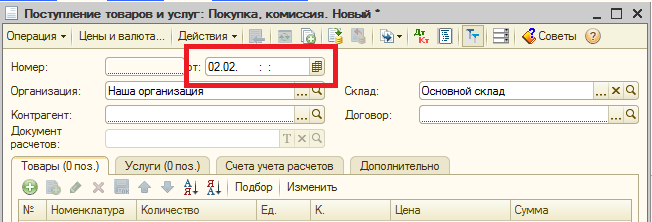 Поступление товаров и услуг: Покупка, комиссия. Новый *
Операция Цены и валюта... Действия Дт Кт Советы
Номер: от: 02.02. : :
Организация: Наша организация ... Склад: Основной склад ...
Контрагент: ... Договор: ...
Документ
расчетов:
Товары (0 поз.) Услуги (0 поз.) Счета учета расчетов Дополнительно
Подбор Изменить
№ Номенклатура Количество Ед. К. Цена Сумма